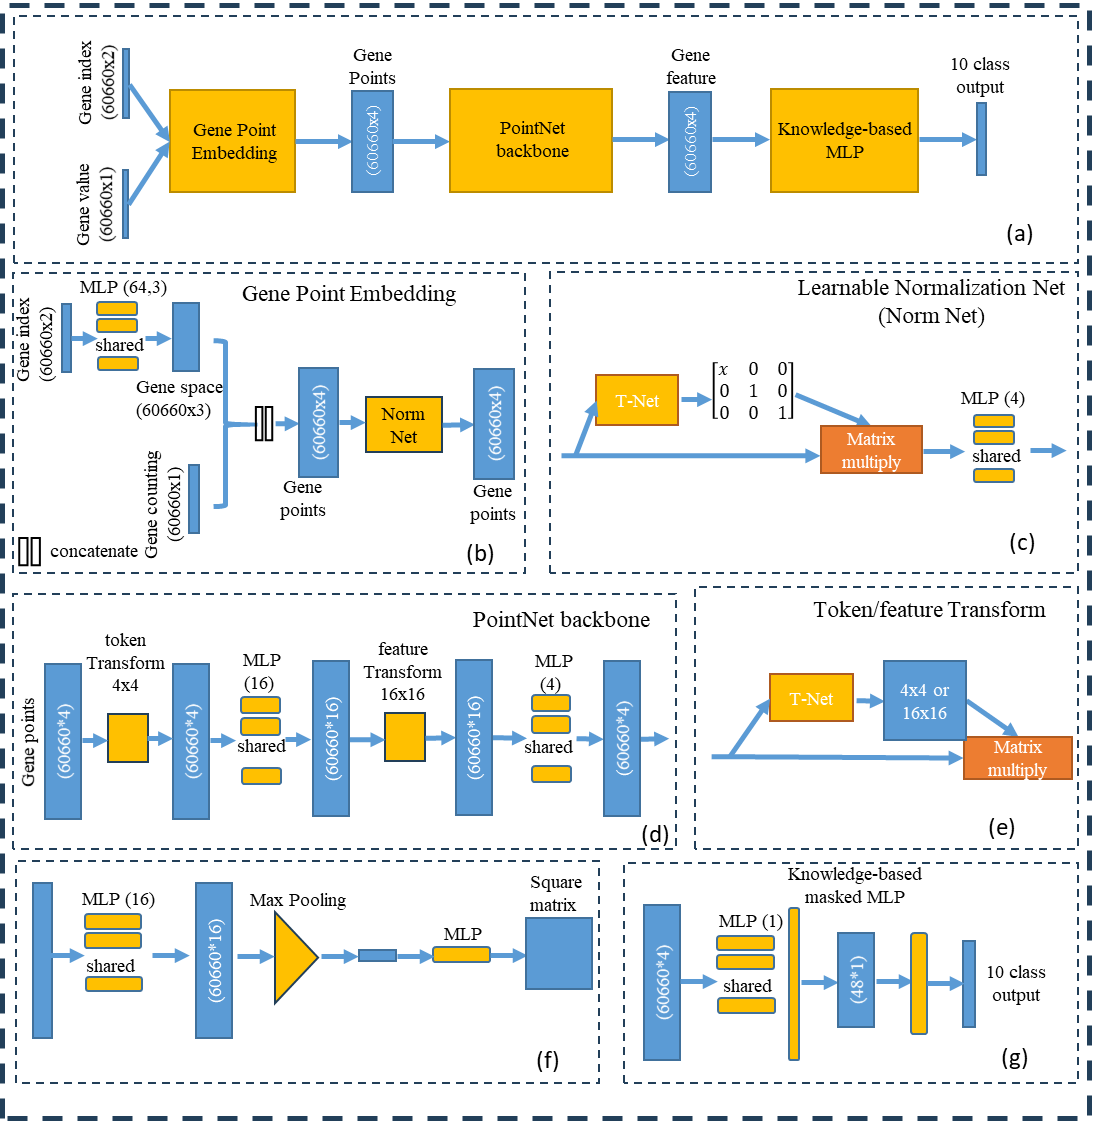 Gene index
(60660x2)
Gene value
(60660x1)
Gene Point
Embedding
Gene
Points
(60660x4)
PointNet
backbone
Gene
feature
(60660x4)
Knowledge-based
MLP
10 class
output
(a)
Gene Point Embedding
Gene index
(60660x2)
MLP (64,3)
shared
Gene space
(60660x3)
Gene counting
(60660x1)
(60660x4)
Gene
points
Norm
Net
(60660x4)
Gene
points
concatenate
(b)
Learnable Normalization Net
(Norm Net)
T-Net
x 0 0
0 1 0
0 0 1
Matrix
multiply
MLP (4)
shared
(c)
PointNet backbone
Gene points
(60660*4)
token
Transform
4x4
(60660*4)
MLP
(16)
shared
(60660*16)
feature
Transform
16x16
(60660*16)
MLP
(4)
shared
(60660*4)
(d)
Token/feature Transform
T-Net
4x4 or
16x16
Matrix
multiply
(e)
MLP (16)
shared
(60660*16)
Max Pooling
MLP
Square
matrix
(f)
Knowledge-based
masked MLP
(60660*4)
MLP (1)
shared
(48*1)
10 class
output
(g)